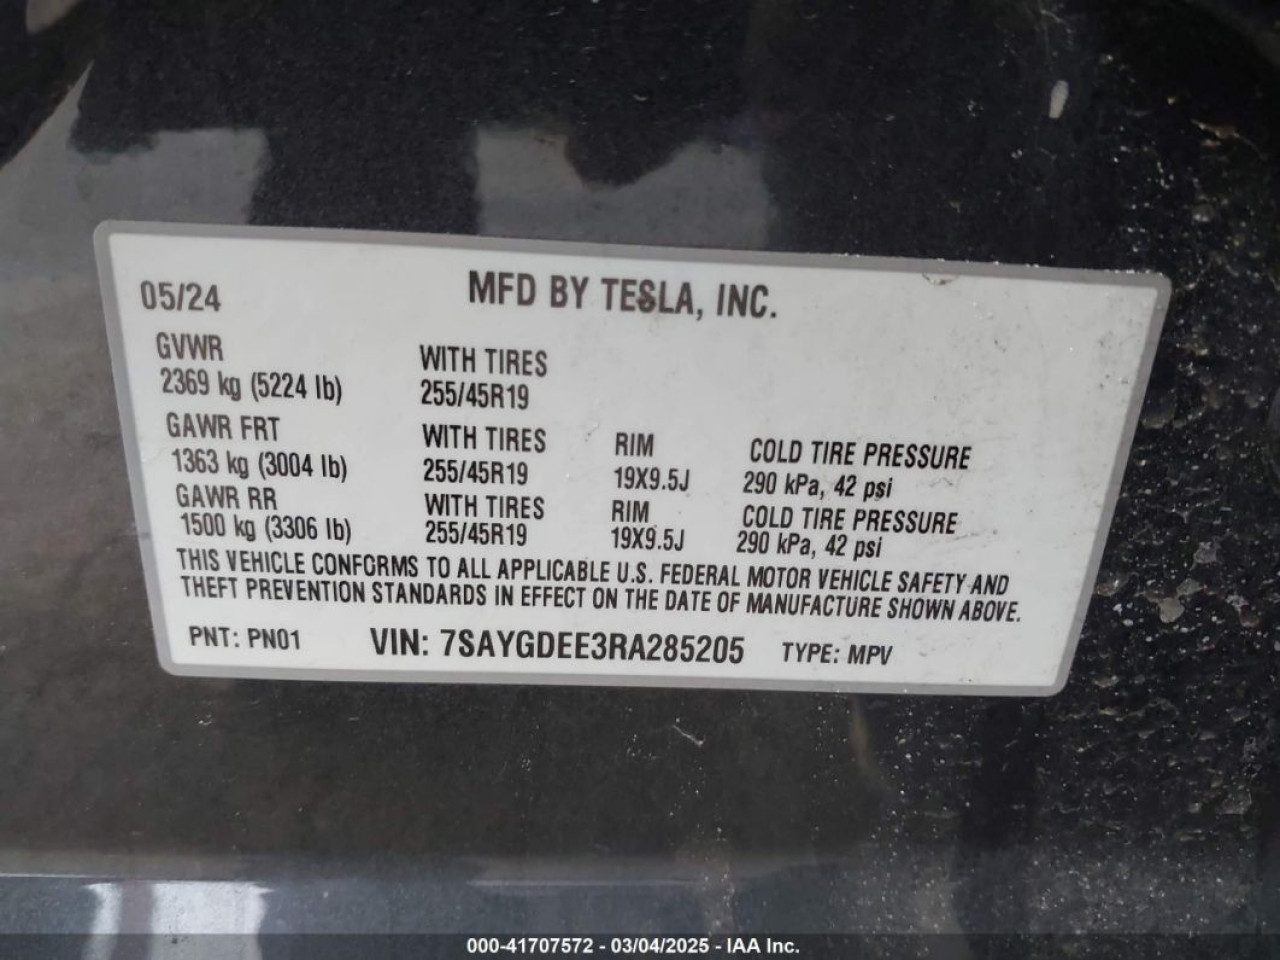 05/24 MFD BY TESLA, INC.
GVWR
2369 kg (5224 lb)
WITH TIRES
255/45R19
GAWR FRT
1363 kg (3004 lb)
WITH TIRES
255/45R19
RIM
19X9.5J
COLD TIRE PRESSURE
290 kPa, 42 psi
GAWR RR
1500 kg (3306 lb)
WITH TIRES
255/45R19
RIM
19X9.5J
COLD TIRE PRESSURE
290 kPa, 42 psi
THIS VEHICLE CONFORMS TO ALL APPLICABLE U.S. FEDERAL MOTOR VEHICLE SAFETY AND
THEFT PREVENTION STANDARDS IN EFFECT ON THE DATE OF MANUFACTURE SHOWN ABOVE.
PNT: PN01 VIN: 7SAYGDEE3RA285205 TYPE: MPV
000-41707572 - 03/04/2025 - IAA Inc.